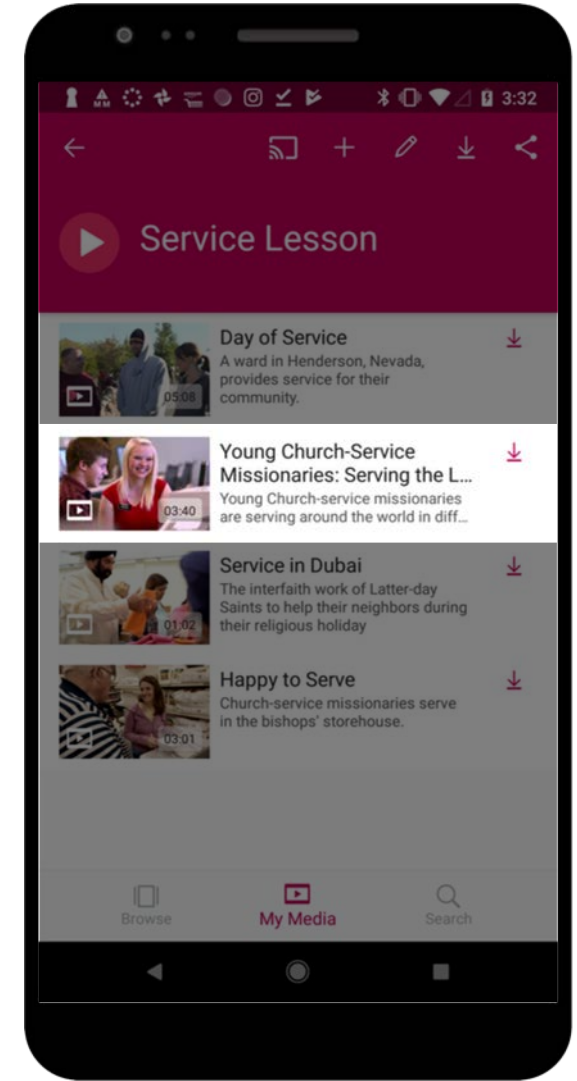 3:32
Service Lesson
Day of Service
A ward in Henderson, Nevada,
provides service for their
community.
05:08
Young Church-Service
Missionaries: Serving the L...
Young Church-service missionaries
are serving around the world in diff...
03:40
Service in Dubai
The interfaith work of Latter-day
Saints to help their neighbors during
their religious holiday
01:02
Happy to Serve
Church-service missionaries serve
in the bishops' storehouse.
03:01
Browse
My Media
Search